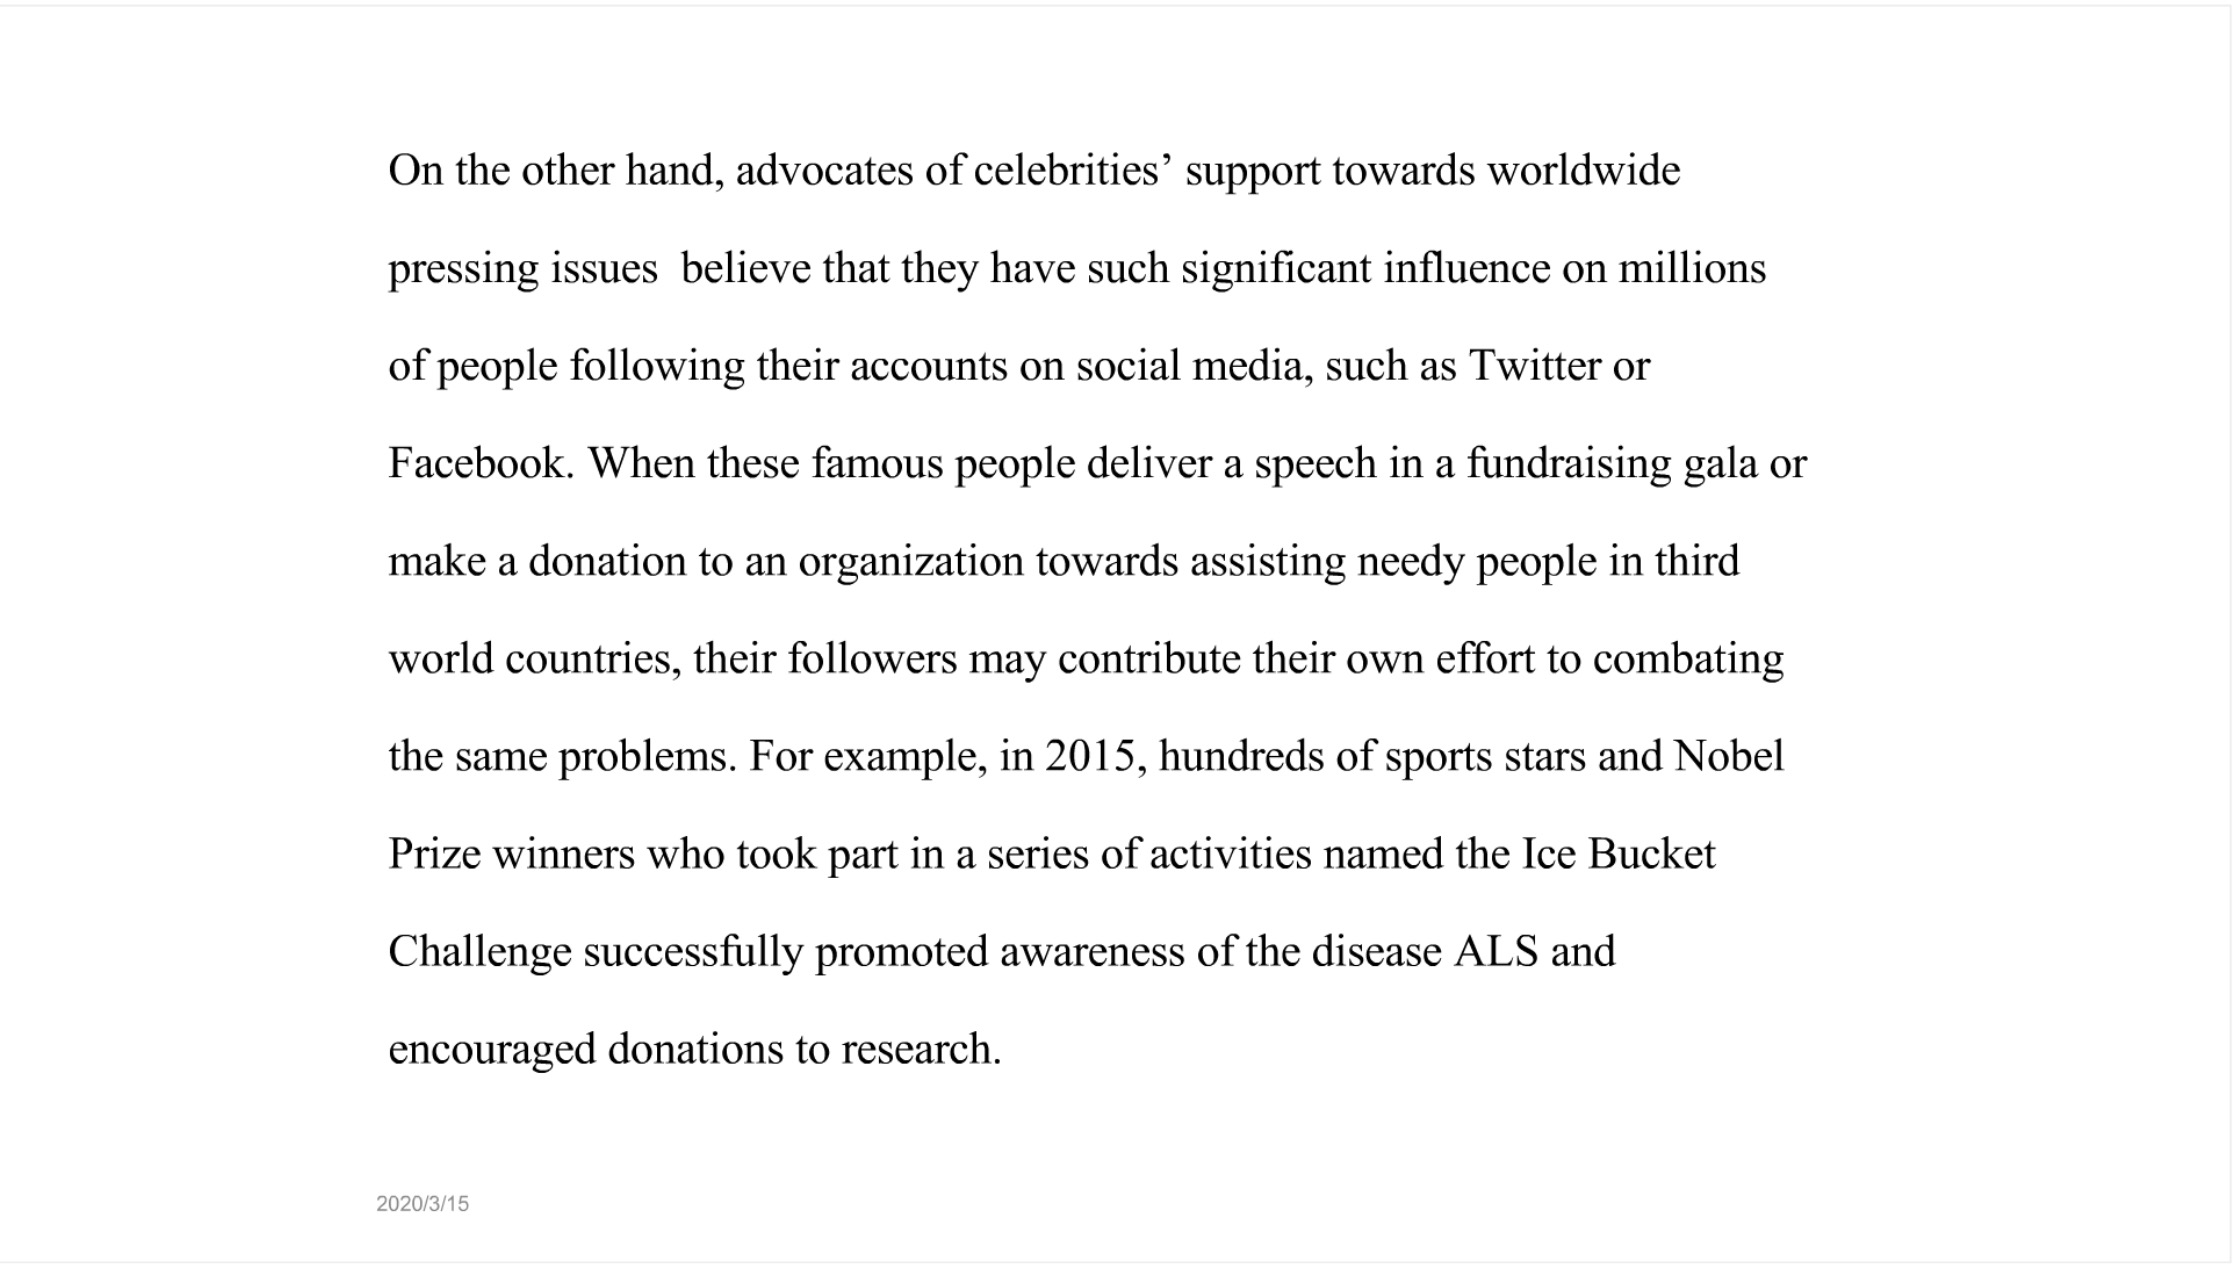 On the other hand, advocates of celebrities’ support towards worldwide
pressing issues  believe that they have such significant influence on millions
of people following their accounts on social media, such as Twitter or
Facebook. When these famous people deliver a speech in a fundraising gala or
make a donation to an organization towards assisting needy people in third
world countries, their followers may contribute their own effort to combating
the same problems. For example, in 2015, hundreds of sports stars and Nobel
Prize winners who took part in a series of activities named the Ice Bucket
Challenge successfully promoted awareness of the disease ALS and
encouraged donations to research.
2020/3/15